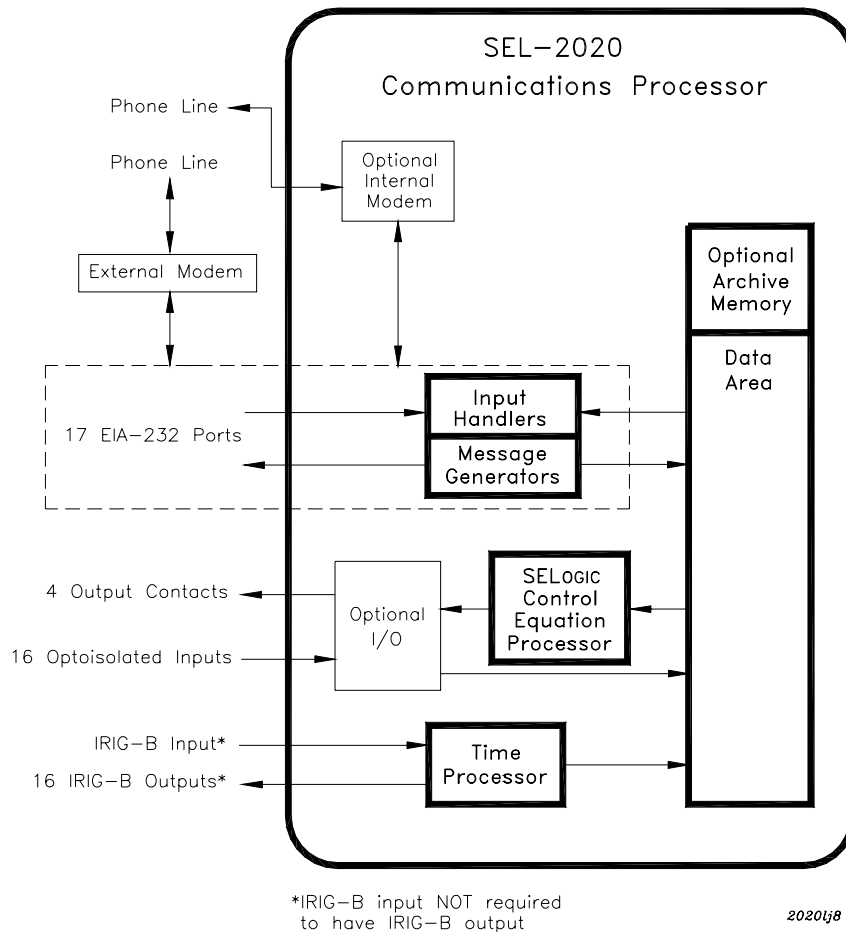 SEL-2020
Communications Processor
Phone Line
Phone Line
Optional
Internal
Modem
External Modem
Optional
Archive
Memory
Data
Area
Input
Handlers
17 EIA-232 Ports
Message
Generators
4 Output Contacts
Optional
I/O
SELOGIC
Control
Equation
Processor
16 Optoisolated Inputs
IRIG-B Input*
Time
Processor
16 IRIG-B Outputs*
*IRIG-B input NOT required
to have IRIG-B output
2020lj8